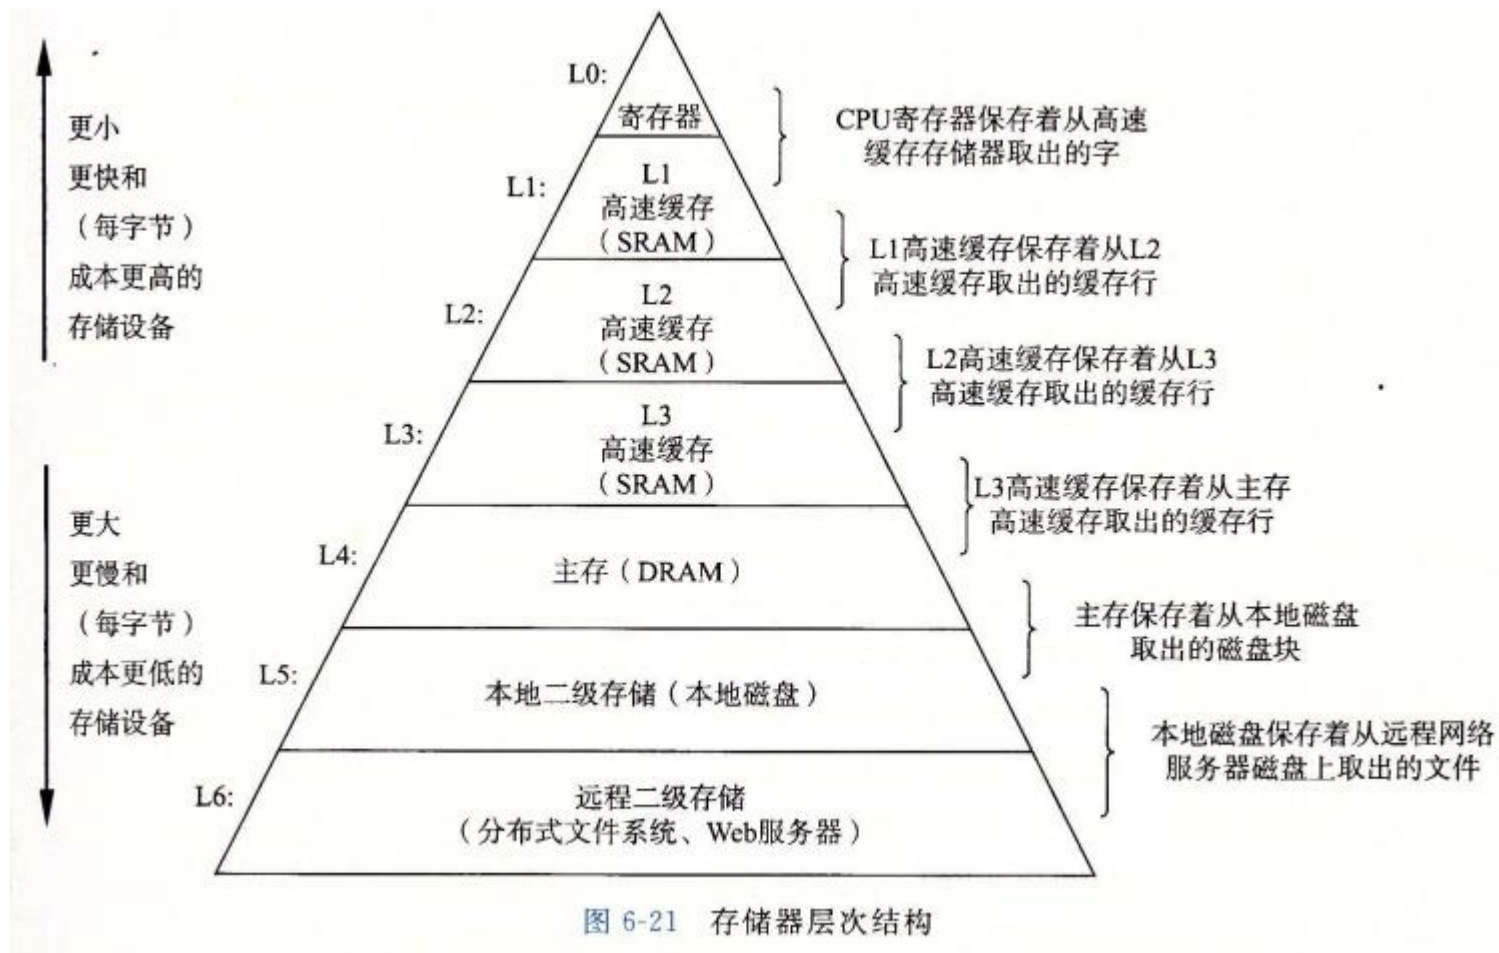 更小
更快和
（每字节）
成本更高的
存储设备
更大
更慢和
（每字节）
成本更低的
存储设备
L0:
寄存器
CPU寄存器保存着从高速
缓存存储器取出的字
L1:
L1
高速缓存
（SRAM）
L1高速缓存保存着从L2
高速缓存取出的缓存行
L2:
L2
高速缓存
（SRAM）
L2高速缓存保存着从L3
高速缓存取出的缓存行
L3:
L3
高速缓存
（SRAM）
L3高速缓存保存着从主存
高速缓存取出的缓存行
L4:
主存（DRAM）
主存保存着从本地磁盘
取出的磁盘块
L5:
本地二级存储（本地磁盘）
本地磁盘保存着从远程网络
服务器磁盘上取出的文件
L6:
远程二级存储
（分布式文件系统、Web服务器）
图 6-21 存储器层次结构